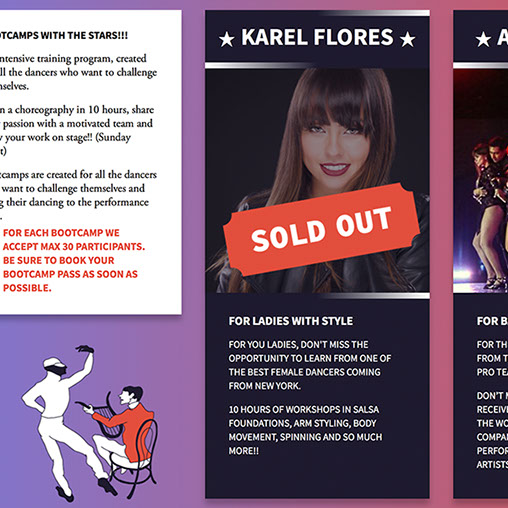 TCAMPS WITH THE STARS!!!
ntensive training program, created
ll the dancers who want to challenge
nselves.
n a choreography in 10 hours, share
passion with a motivated team and
your work on stage!! (Sunday
t)
camps are created for all the dancers
want to challenge themselves and
g their dancing to the performance
.
FOR EACH BOOTCAMP WE
ACCEPT MAX 30 PARTICIPANTS.
BE SURE TO BOOK YOUR
BOOTCAMP PASS AS SOON AS
POSSIBLE.
★ KAREL FLORES ★
SOLD OUT
FOR LADIES WITH STYLE
FOR YOU LADIES, DON'T MISS THE
OPPORTUNITY TO LEARN FROM ONE OF
THE BEST FEMALE DANCERS COMING
FROM NEW YORK.
10 HOURS OF WORKSHOPS IN SALSA
FOUNDATIONS, ARM STYLING, BODY
MOVEMENT, SPINNING AND SO MUCH
MORE!!
★ A
FOR B
FOR TH
FROM T
PRO TEA
DON'T M
RECEIV
THE WO
COMPA
PERFOR
ARTISTS